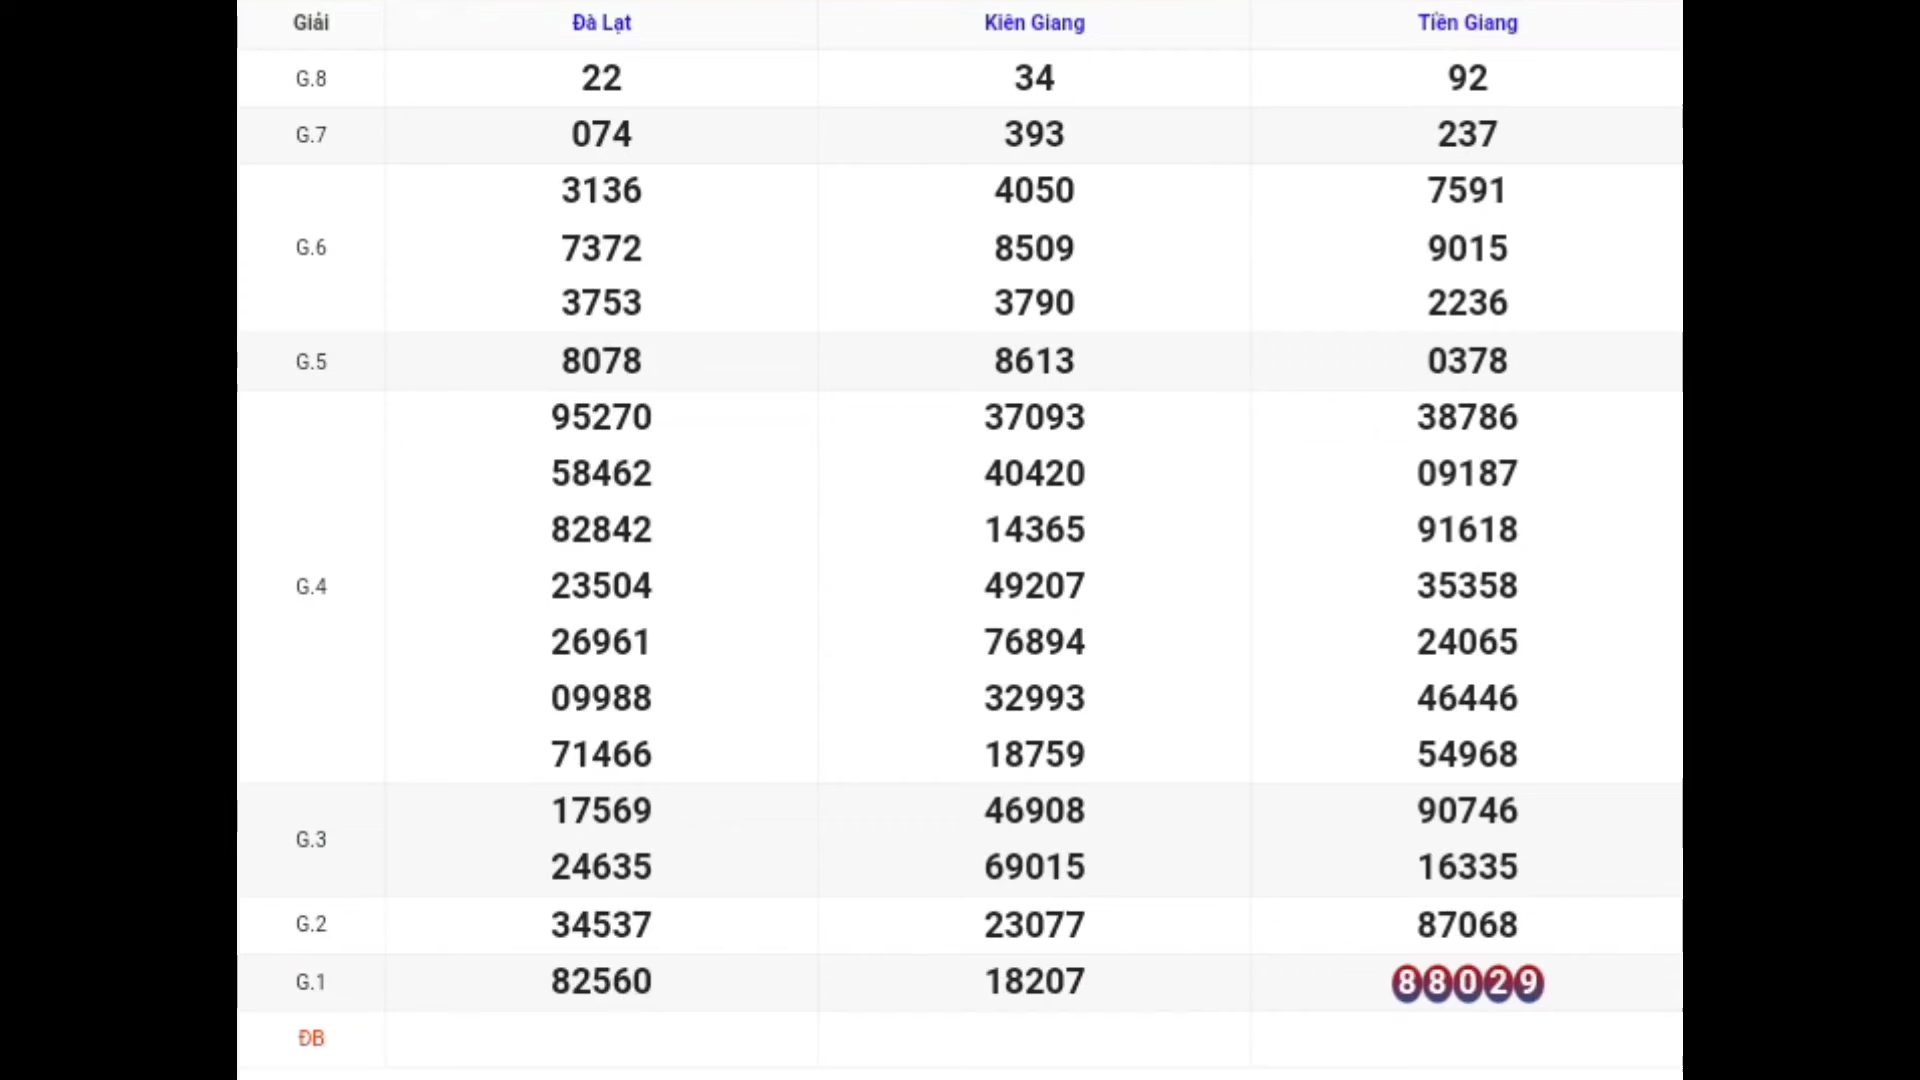 Giải Đà Lạt Kiên Giang Tiền Giang
G.8 22 34 92
G.7 074 393 237
3136 4050 7591
G.6 7372 8509 9015
3753 3790 2236
G.5 8078 8613 0378
95270 37093 38786
58462 40420 09187
82842 14365 91618
G.4 23504 49207 35358
26961 76894 24065
09988 32993 46446
71466 18759 54968
17569 46908 90746
G.3
24635 69015 16335
G.2 34537 23077 87068
G.1 82560 18207 88029
ĐB